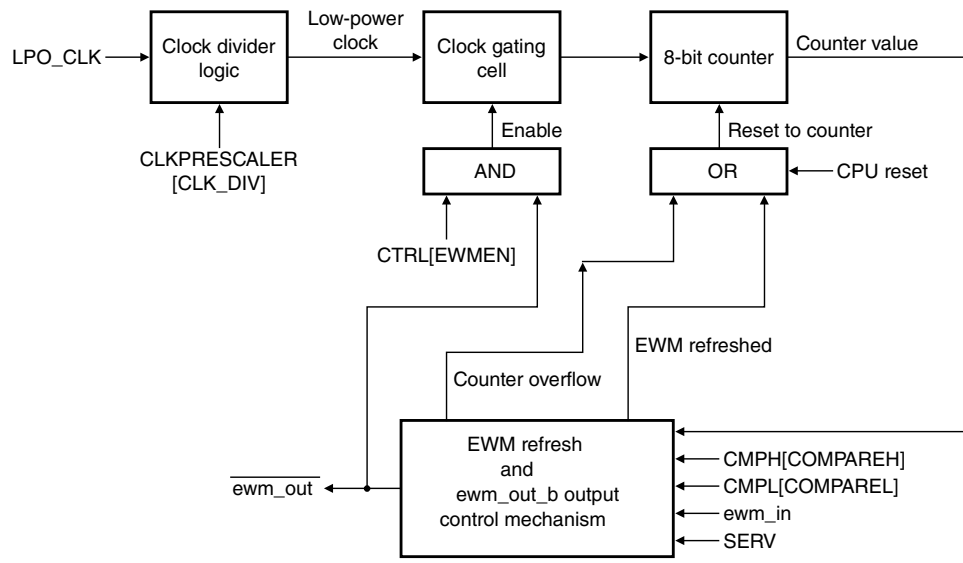 LPO_CLK
Clock divider
logic
Low-power
clock
Clock gating
cell
8-bit counter
Counter value
CLKPRESCALER
[CLK_DIV]
Enable
AND
CTRL[EWMEN]
Reset to counter
OR
CPU reset
Counter overflow
EWM refreshed
EWM refresh
and
ewm_out_b output
control mechanism
ewm_out
CMPH[COMPAREH]
CMPL[COMPAREL]
ewm_in
SERV